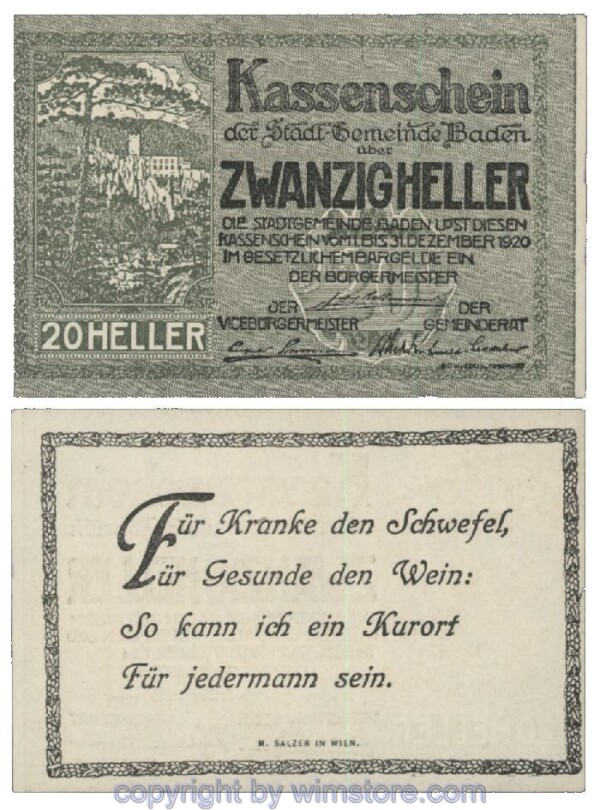 Kassenschein
der Stadt-Gemeinde Baden
über
ZWANZIG HELLER
DIE STADTGEMEINDE BADEN LÖST DIESEN
KASSENSCHEIN VOM 1. BIS 31. DEZEMBER 1920
IM GESETZLICHEM BARGELDE EIN.
DER BÜRGERMEISTER
DER
VICEBÜRGERMEISTER
DER
GEMEINDERAT
20 HELLER
Für Kranke den Schwefel,
Für Gesunde den Wein:
So kann ich ein Kurort
Für jedermann sein.
M. SALZER IN WIEN.
copyright by wimstore.com